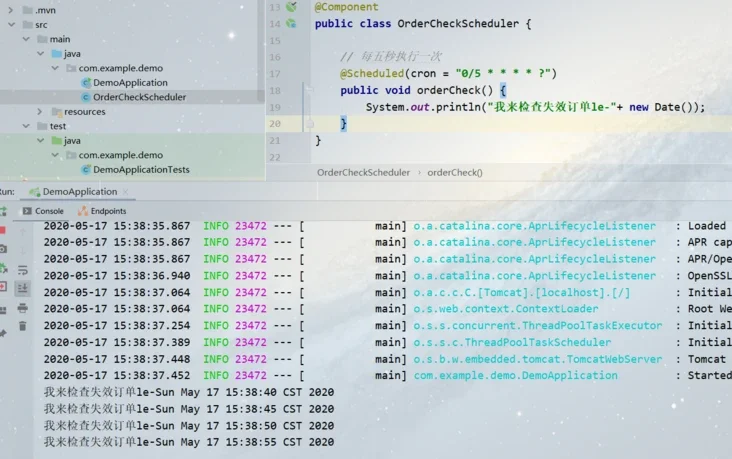 .mvn
src
main
java
com.example.demo
DemoApplication
OrderCheckScheduler
resources
test
java
com.example.demo
DemoApplicationTests
13 @Component
14 public class OrderCheckScheduler {
15
16 // 每五秒执行一次
17 @Scheduled(cron = "0/5 * * * * ?")
18 public void orderCheck() {
19 System.out.println("我来检查失效订单le-"+ new Date());
20 }
21 }
22
OrderCheckScheduler › orderCheck()
Run: DemoApplication ×
Console Endpoints
2020-05-17 15:38:35.867 INFO 23472 --- [ main] o.a.catalina.core.AprLifecycleListener : Loaded
2020-05-17 15:38:35.867 INFO 23472 --- [ main] o.a.catalina.core.AprLifecycleListener : APR cap
2020-05-17 15:38:35.867 INFO 23472 --- [ main] o.a.catalina.core.AprLifecycleListener : APR/Ope
2020-05-17 15:38:36.940 INFO 23472 --- [ main] o.a.catalina.core.AprLifecycleListener : OpenSSL
2020-05-17 15:38:37.064 INFO 23472 --- [ main] o.a.c.c.C.[Tomcat].[localhost].[/] : Initial
2020-05-17 15:38:37.064 INFO 23472 --- [ main] o.s.web.context.ContextLoader : Root We
2020-05-17 15:38:37.254 INFO 23472 --- [ main] o.s.s.concurrent.ThreadPoolTaskExecutor : Initial
2020-05-17 15:38:37.389 INFO 23472 --- [ main] o.s.s.c.ThreadPoolTaskScheduler : Initial
2020-05-17 15:38:37.448 INFO 23472 --- [ main] o.s.b.w.embedded.tomcat.TomcatWebServer : Tomcat
2020-05-17 15:38:37.452 INFO 23472 --- [ main] com.example.demo.DemoApplication : Started
我来检查失效订单le-Sun May 17 15:38:40 CST 2020
我来检查失效订单le-Sun May 17 15:38:45 CST 2020
我来检查失效订单le-Sun May 17 15:38:50 CST 2020
我来检查失效订单le-Sun May 17 15:38:55 CST 2020